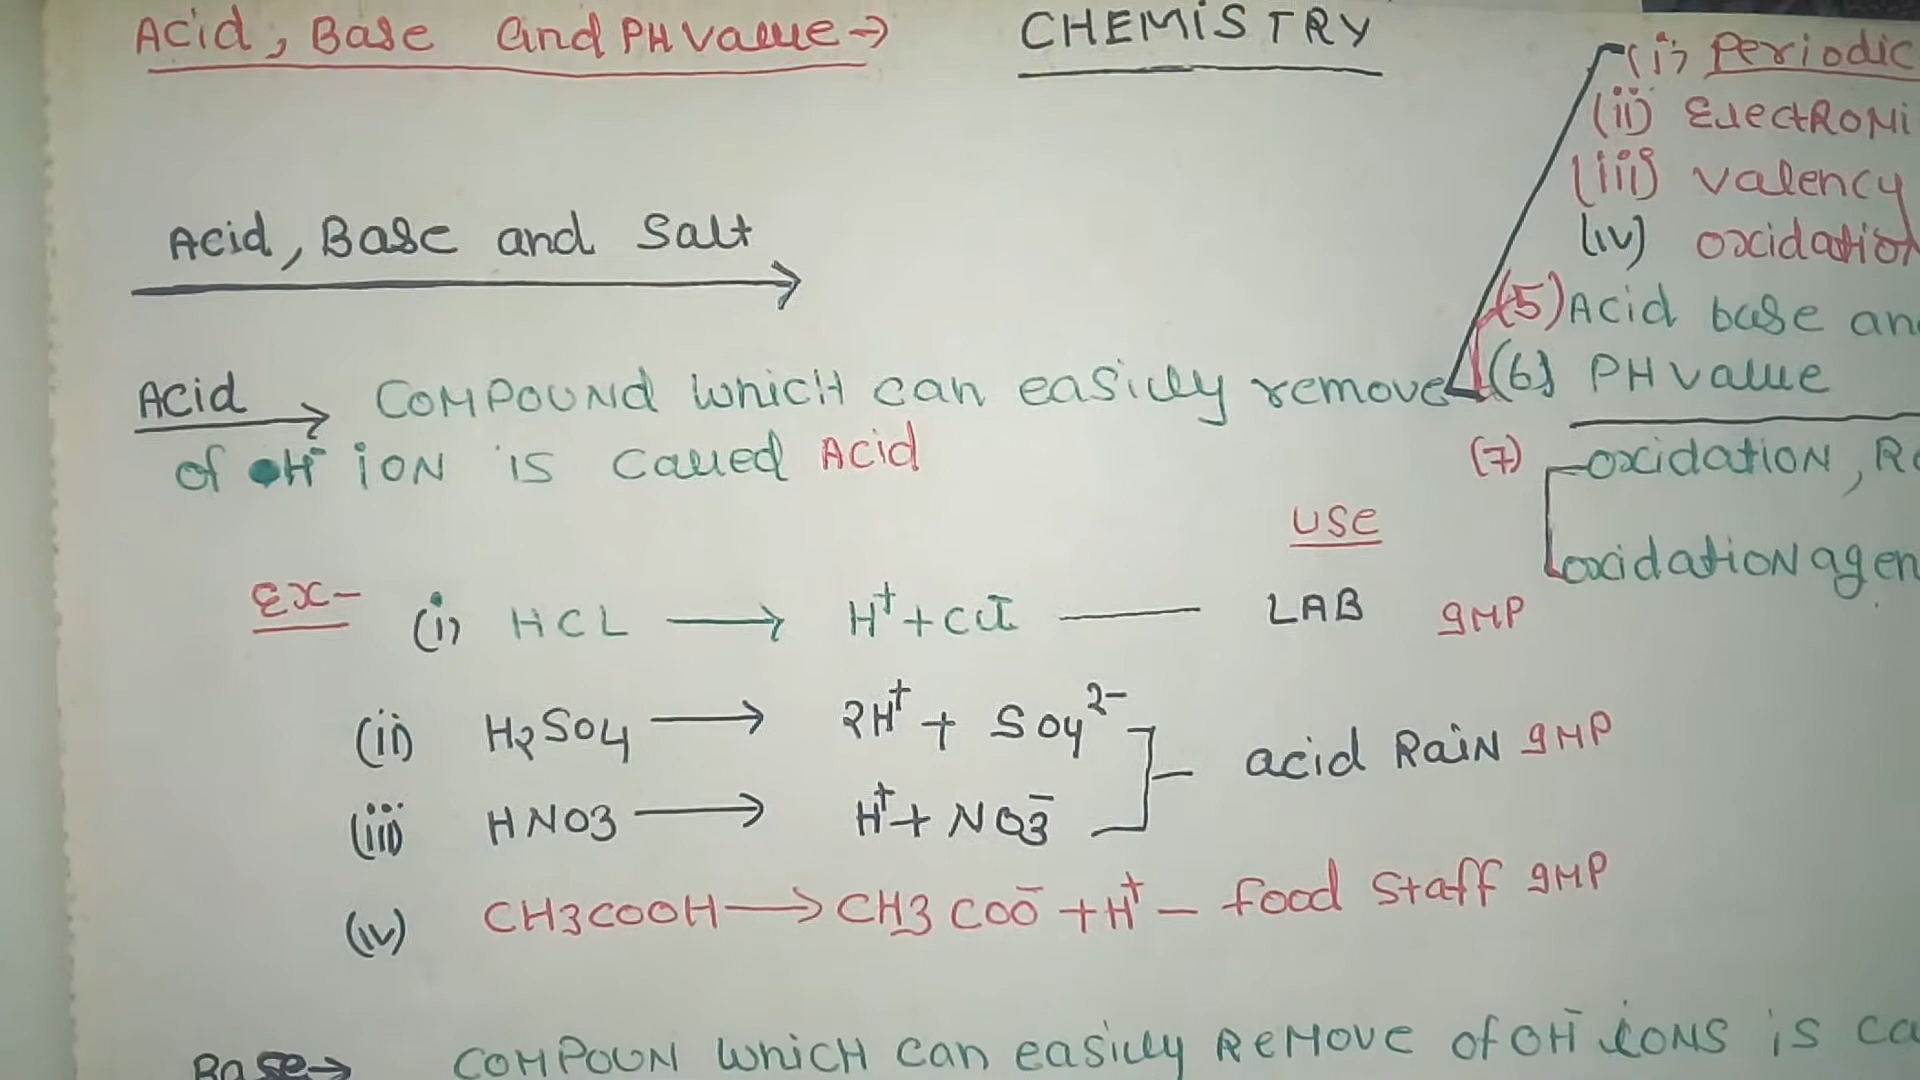 Acid, Base and PH value →
CHEMISTRY
(i) Periodic
(ii) Electroni
(iii) valency
(iv) oxidation
(5) Acid base an
(6) PH value
(7) oxidation, R
oxidation agen
Acid, Base and Salt
Acid → Compound which can easily remove
of H ion is called Acid
USE
Ex- (i) HCL → H⁺ + Cl⁻ — LAB IMP
(ii) H2SO4 → 2H⁺ + SO4²⁻
acid Rain IMP
(iii) HNO3 → H⁺ + NO3⁻
(iv) CH3COOH → CH3COO⁻ + H⁺ – food Staff IMP
Base → Compoun which can easily Remove of OH⁻ ions is ca